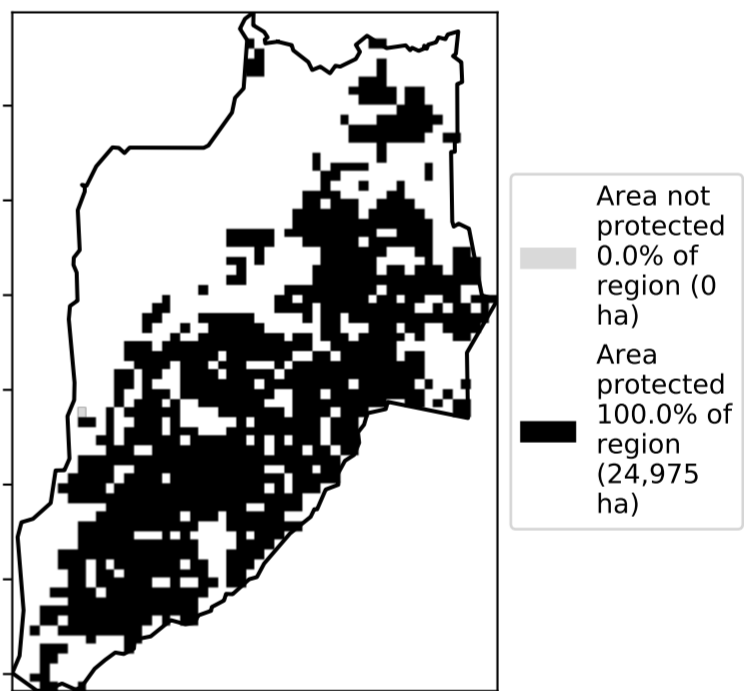 Area not
protected
0.0% of
region (0
ha)
Area
protected
100.0% of
region
(24,975
ha)